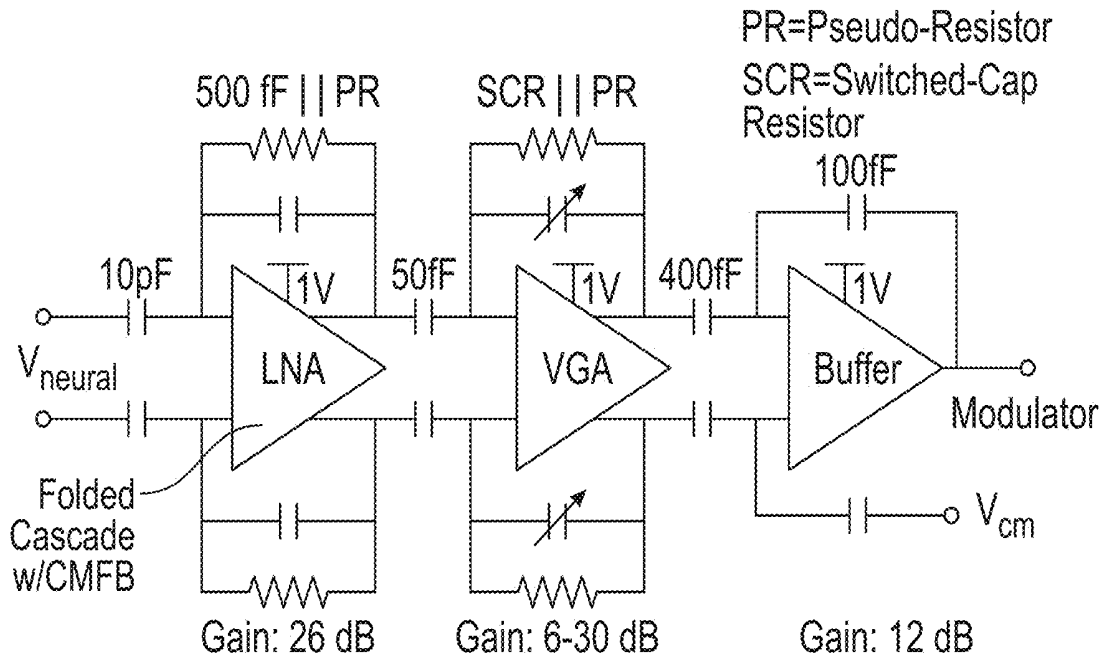 PR=Pseudo-Resistor
SCR=Switched-Cap
Resistor
500 fF || PR
SCR || PR
100fF
10pF
1V
50fF
1V
400fF
1V
Vneural
LNA
VGA
Buffer
Modulator
Folded
Cascade
w/CMFB
Vcm
Gain: 26 dB
Gain: 6-30 dB
Gain: 12 dB